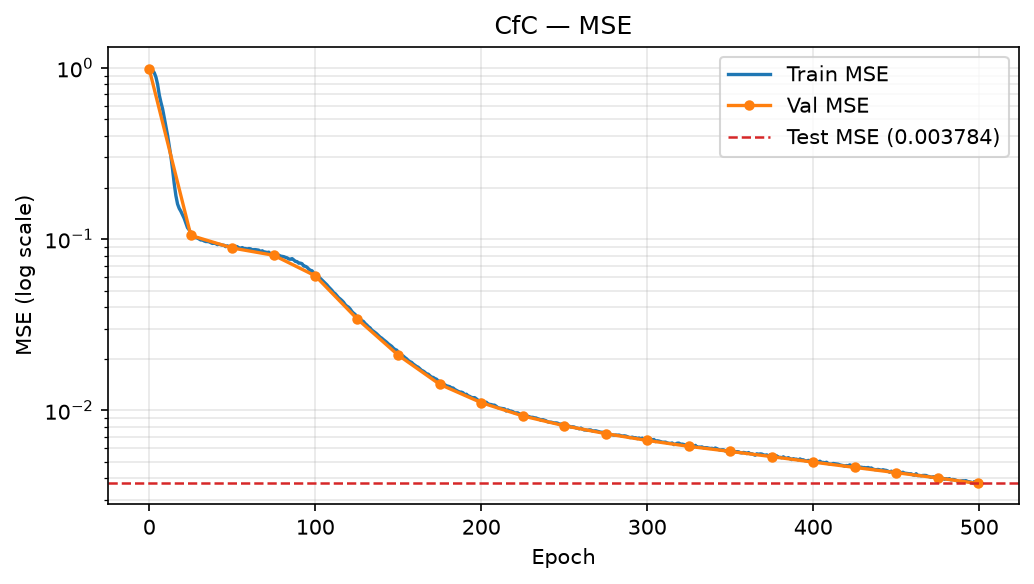 CfC — MSE
Train MSE
Val MSE
Test MSE (0.003784)
MSE (log scale)
10⁰
10⁻¹
10⁻²
0 100 200 300 400 500
Epoch